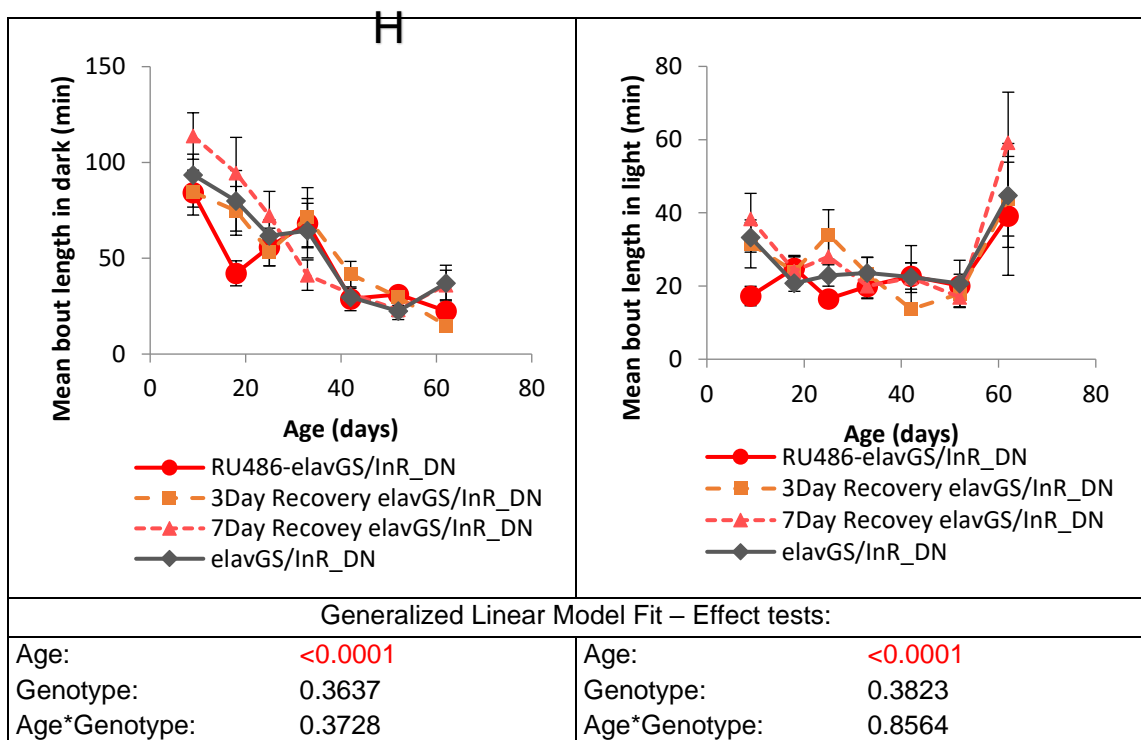 H
Mean bout length in dark (min)
150
100
50
0
0 20 40 60 80
Age (days)
RU486-elavGS/InR_DN
3Day Recovery elavGS/InR_DN
7Day Recovey elavGS/InR_DN
elavGS/InR_DN
Mean bout length in light (min)
80
60
40
20
0
0 20 40 60 80
Age (days)
RU486-elavGS/InR_DN
3Day Recovery elavGS/InR_DN
7Day Recovey elavGS/InR_DN
elavGS/InR_DN
Generalized Linear Model Fit – Effect tests:
Age: <0.0001
Genotype: 0.3637
Age*Genotype: 0.3728
Age: <0.0001
Genotype: 0.3823
Age*Genotype: 0.8564